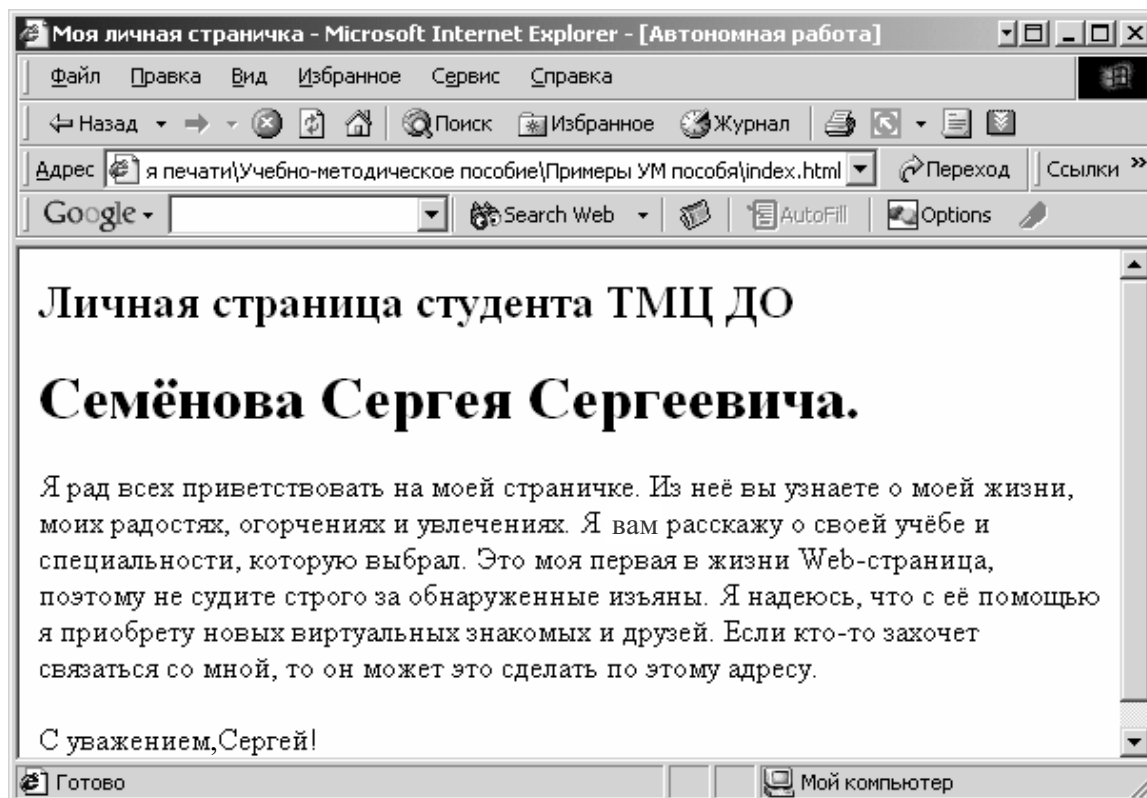 Моя личная страничка - Microsoft Internet Explorer - [Автономная работа]
Файл Правка Вид Избранное Сервис Справка
Назад Поиск Избранное Журнал
Адрес я печати\Учебно-методическое пособие\Примеры УМ пособя\index.html Переход Ссылки »
Google Search Web AutoFill Options
Личная страница студента ТМЦ ДО
Семёнова Сергея Сергеевича.
Я рад всех приветствовать на моей страничке. Из неё вы узнаете о моей жизни,
моих радостях, огорчениях и увлечениях. Я вам расскажу о своей учёбе и
специальности, которую выбрал. Это моя первая в жизни Web-страница,
поэтому не судите строго за обнаруженные изьяны. Я надеюсь, что с её помощью
я приобрету новых виртуальных знакомых и друзей. Если кто-то захочет
связаться со мной, то он может это сделать по этому адресу.
С уважением,Сергей!
Готово Мой компьютер